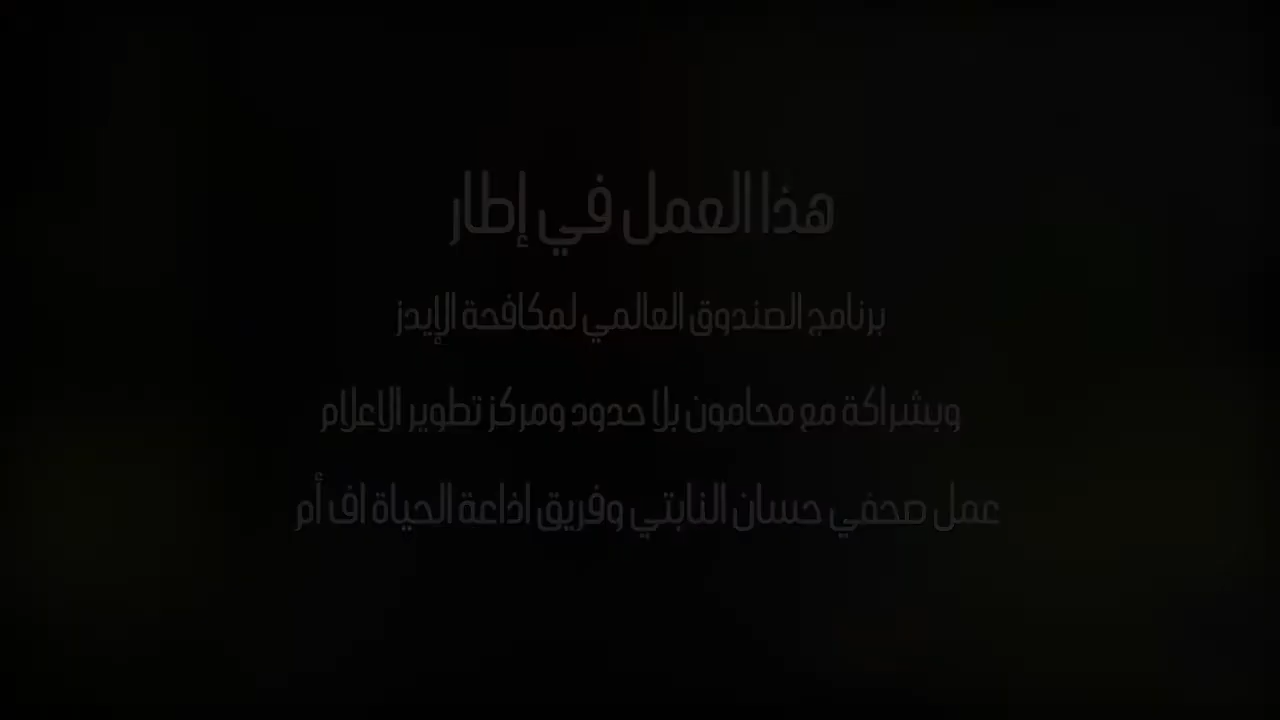 هذا العمل في إطار
برنامج الصندوق العالمي لمكافحة الإيدز
وبشراكة مع محامون بلا حدود ومركز تطوير الاعلام
عمل صحفي حسان النابتي وفريق اذاعة الحياة اف أم